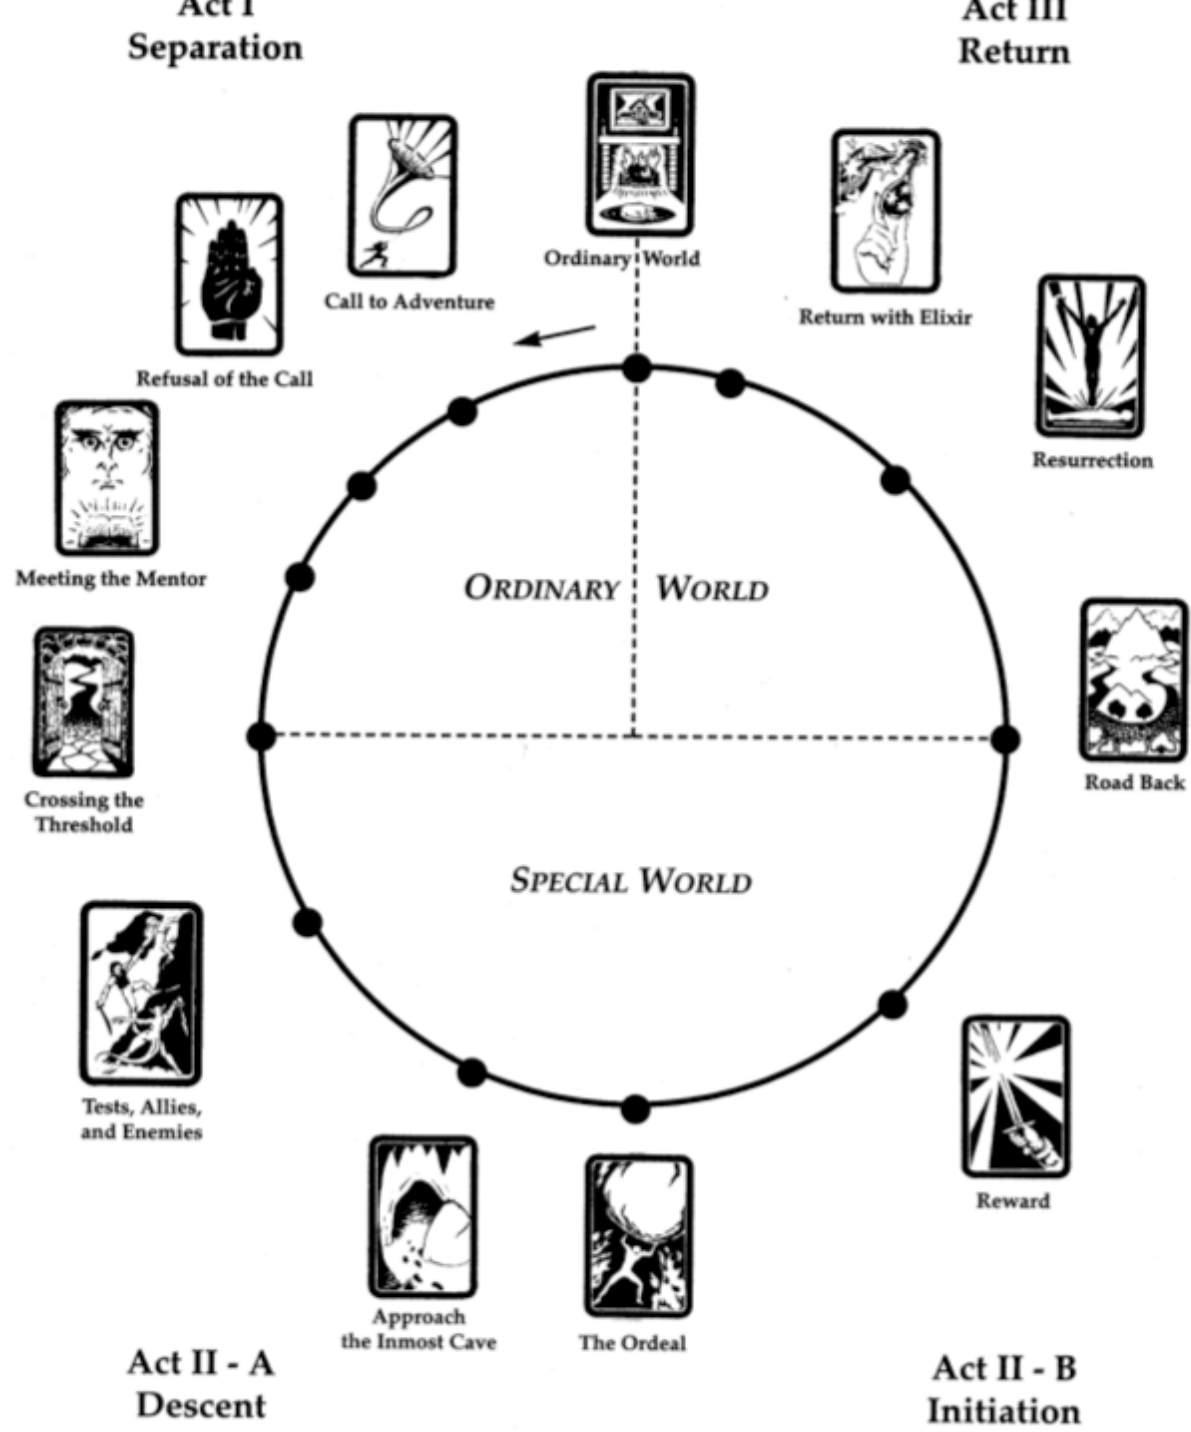 Act I
Separation
Act III
Return
Ordinary World
Call to Adventure
Return with Elixir
Refusal of the Call
Resurrection
Meeting the Mentor
ORDINARY WORLD
Road Back
Crossing the
Threshold
SPECIAL WORLD
Tests, Allies,
and Enemies
Reward
Approach
the Inmost Cave
The Ordeal
Act II - A
Descent
Act II - B
Initiation